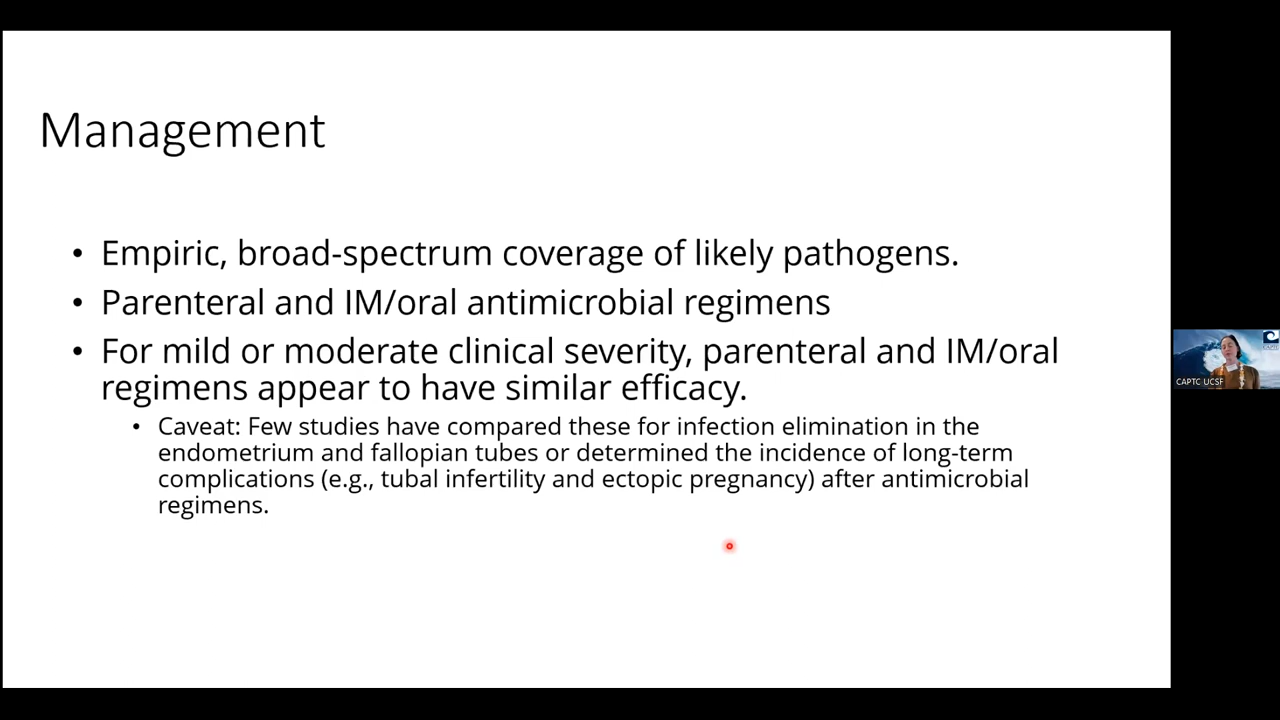 Management
• Empiric, broad-spectrum coverage of likely pathogens.
• Parenteral and IM/oral antimicrobial regimens
• For mild or moderate clinical severity, parenteral and IM/oral
regimens appear to have similar efficacy.
• Caveat: Few studies have compared these for infection elimination in the
endometrium and fallopian tubes or determined the incidence of long-term
complications (e.g., tubal infertility and ectopic pregnancy) after antimicrobial
regimens.
CAPTC UCSF